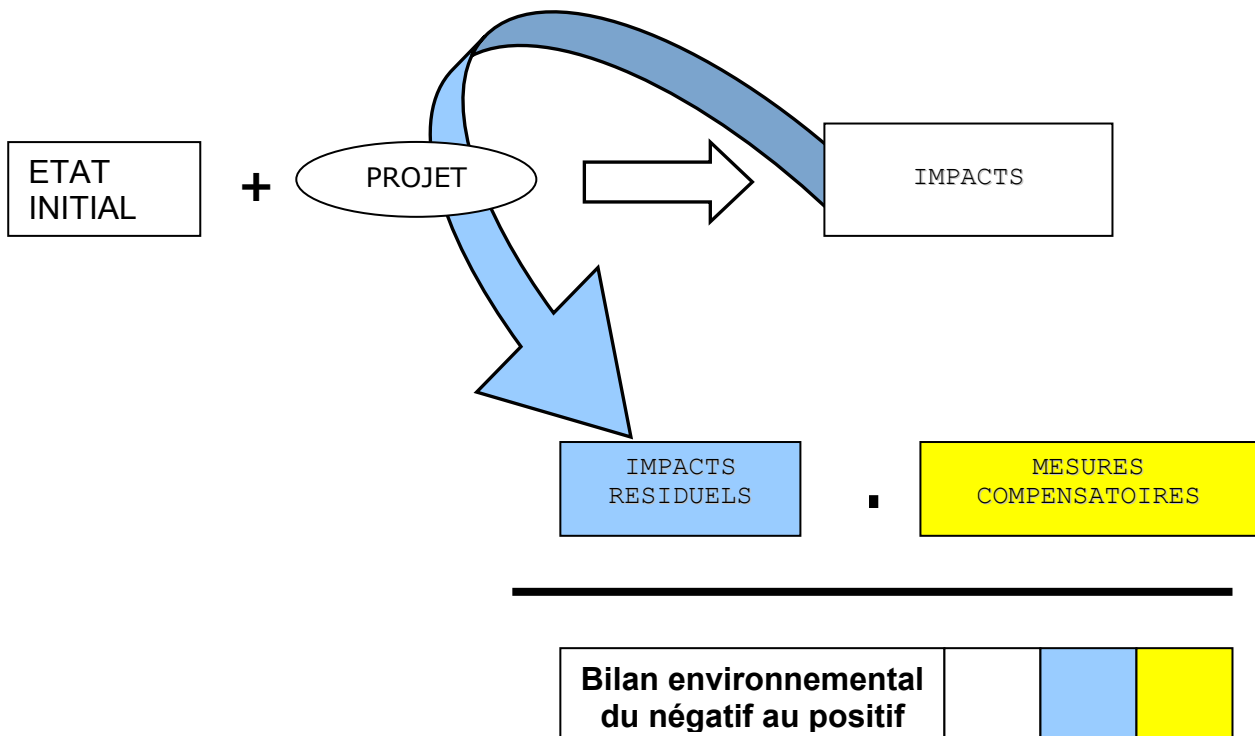 ETAT
INITIAL
+
PROJET
IMPACTS
IMPACTS
RESIDUELS
.
MESURES
COMPENSATOIRES
Bilan environnemental
du négatif au positif